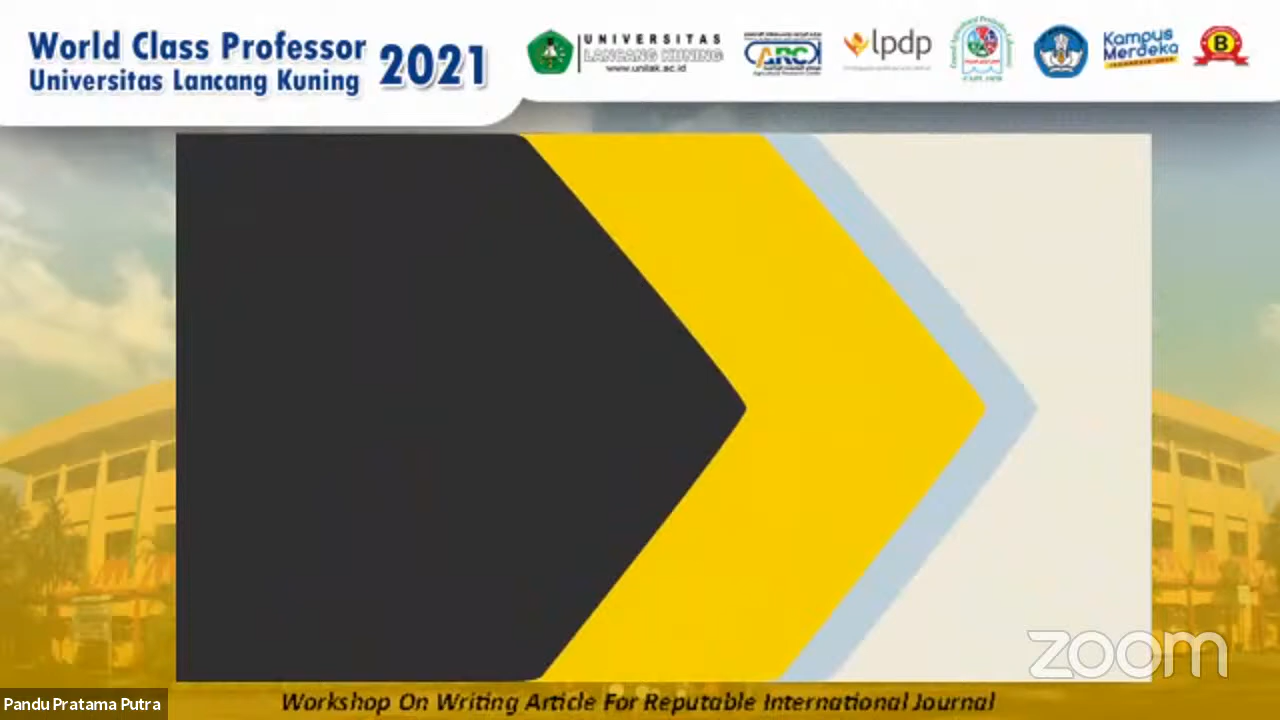 World Class Professor
Universitas Lancang Kuning
2021
UNIVERSITAS
LANCANG KUNING
www.unilak.ac.id
ARC
lpdp
Kampus
Merdeka
B
zoom
Pandu Pratama Putra
Workshop On Writing Article For Reputable International Journal